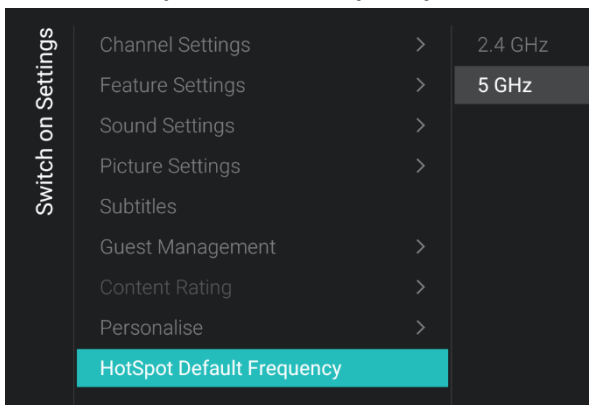 Switch on Settings
Channel Settings >
Feature Settings >
Sound Settings >
Picture Settings >
Subtitles
Guest Management >
Content Rating >
Personalise >
HotSpot Default Frequency
2.4 GHz
5 GHz